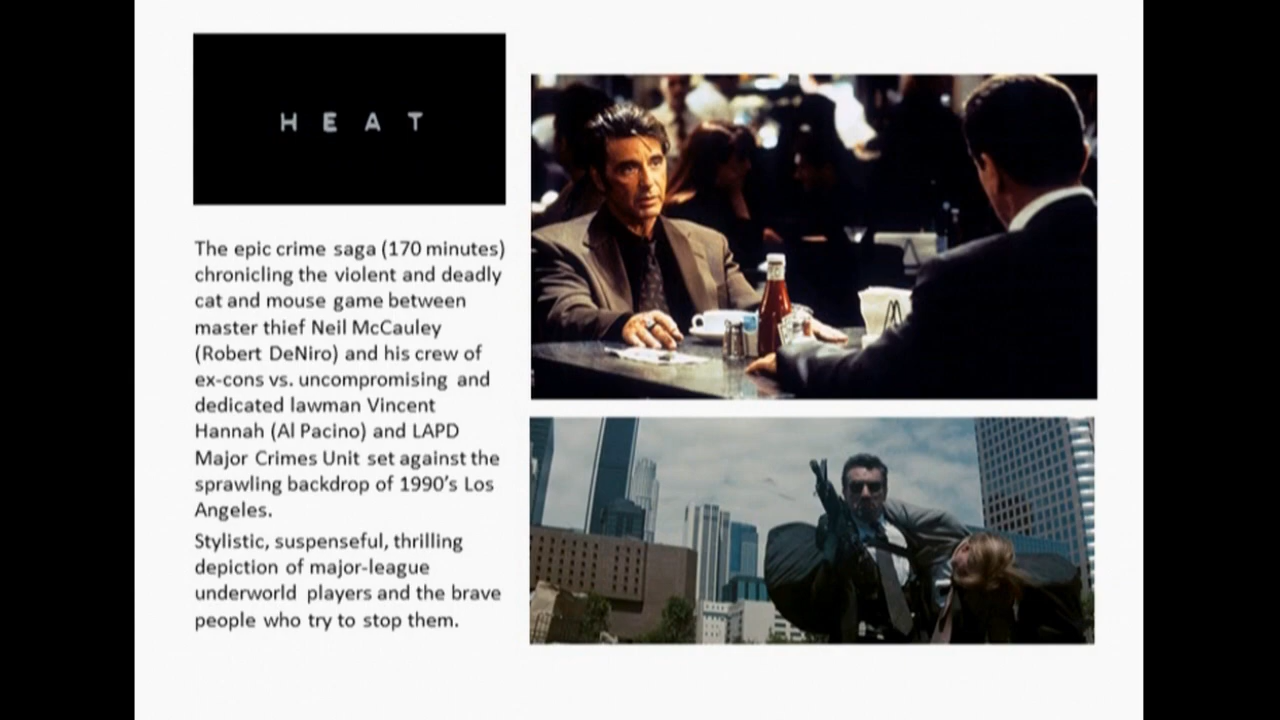 H E A T
The epic crime saga (170 minutes)
chronicling the violent and deadly
cat and mouse game between
master thief Neil McCauley
(Robert DeNiro) and his crew of
ex-cons vs. uncompromising and
dedicated lawman Vincent
Hannah (Al Pacino) and LAPD
Major Crimes Unit set against the
sprawling backdrop of 1990's Los
Angeles.
Stylistic, suspenseful, thrilling
depiction of major-league
underworld players and the brave
people who try to stop them.